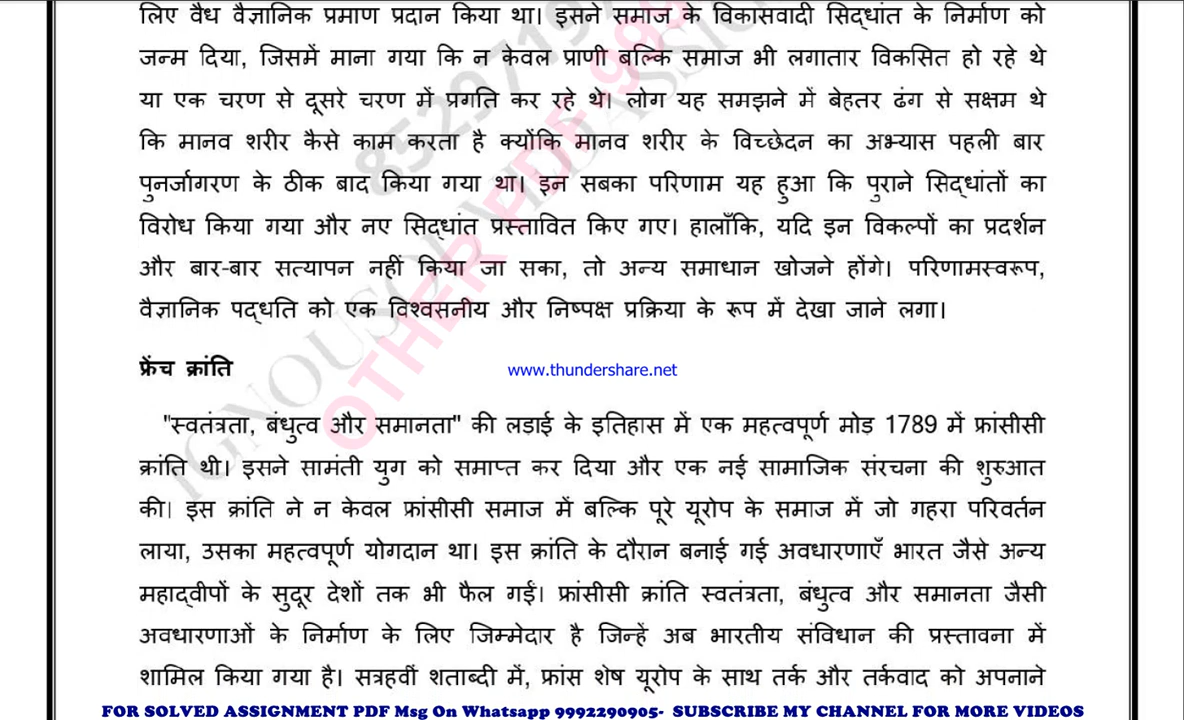 लिए वैध वैज्ञानिक प्रमाण प्रदान किया था। इसने समाज के विकासवादी सिद्धांत के निर्माण को
जन्म दिया, जिसमें माना गया कि न केवल प्राणी बल्कि समाज भी लगातार विकसित हो रहे थे
या एक चरण से दूसरे चरण में प्रगति कर रहे थे। लोग यह समझने में बेहतर ढंग से सक्षम थे
कि मानव शरीर कैसे काम करता है क्योंकि मानव शरीर के विच्छेदन का अभ्यास पहली बार
पुनर्जागरण के ठीक बाद किया गया था। इन सबका परिणाम यह हुआ कि पुराने सिद्धांतों का
विरोध किया गया और नए सिद्धांत प्रस्तावित किए गए। हालाँकि, यदि इन विकल्पों का प्रदर्शन
और बार-बार सत्यापन नहीं किया जा सका, तो अन्य समाधान खोजने होंगे। परिणामस्वरूप,
वैज्ञानिक पद्धति को एक विश्वसनीय और निष्पक्ष प्रक्रिया के रूप में देखा जाने लगा।
फ्रेंच क्रांति
www.thundershare.net
"स्वतंत्रता, बंधुत्व और समानता" की लड़ाई के इतिहास में एक महत्वपूर्ण मोड़ 1789 में फ्रांसीसी
क्रांति थी। इसने सामंती युग को समाप्त कर दिया और एक नई सामाजिक संरचना की शुरुआत
की। इस क्रांति ने न केवल फ्रांसीसी समाज में बल्कि पूरे यूरोप के समाज में जो गहरा परिवर्तन
लाया, उसका महत्वपूर्ण योगदान था। इस क्रांति के दौरान बनाई गई अवधारणाएँ भारत जैसे अन्य
महाद्वीपों के सुदूर देशों तक भी फैल गईं। फ्रांसीसी क्रांति स्वतंत्रता, बंधुत्व और समानता जैसी
अवधारणाओं के निर्माण के लिए जिम्मेदार है जिन्हें अब भारतीय संविधान की प्रस्तावना में
शामिल किया गया है। सत्रहवीं शताब्दी में, फ्रांस शेष यूरोप के साथ तर्क और तर्कवाद को अपनाने
FOR SOLVED ASSIGNMENT PDF Msg On Whatsapp 9992290905- SUBSCRIBE MY CHANNEL FOR MORE VIDEOS